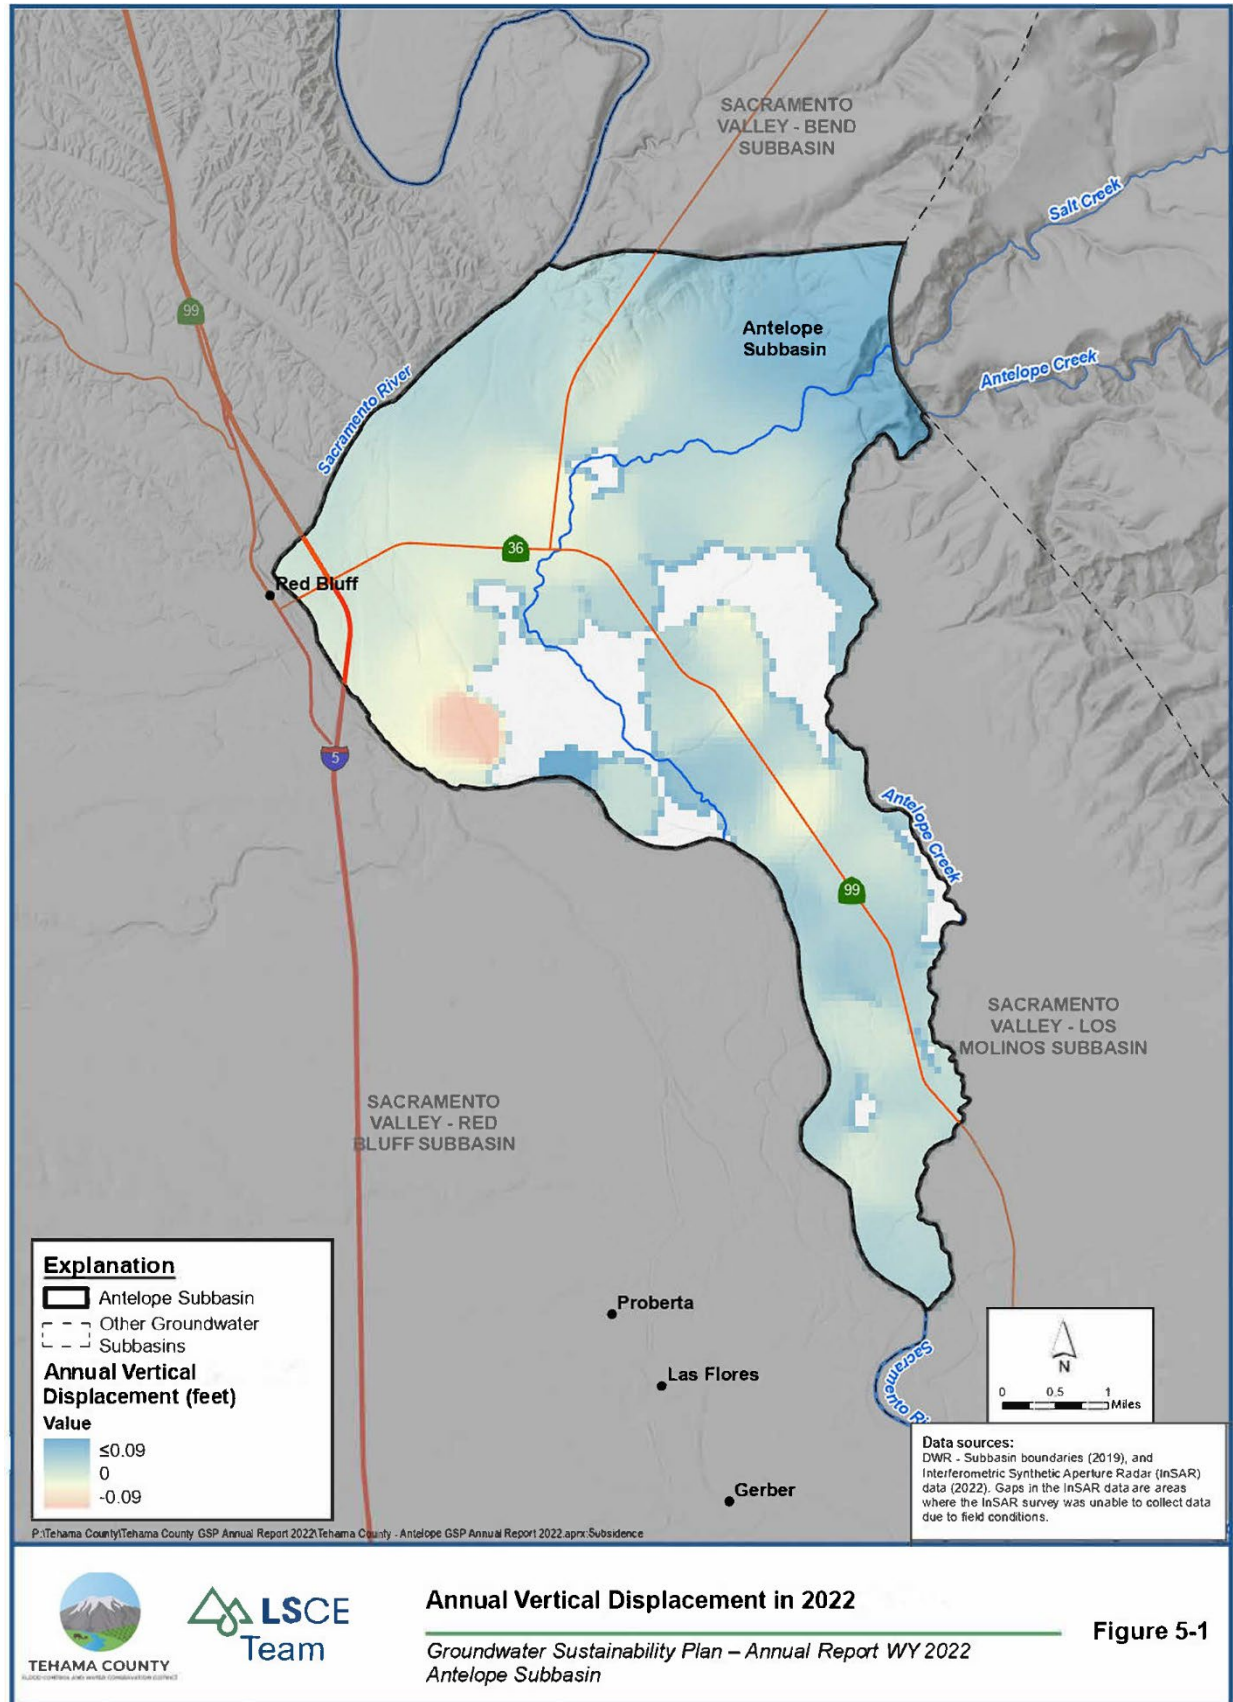 SACRAMENTO
VALLEY - BEND
SUBBASIN
Salt Creek
99
Antelope
Subbasin
Antelope Creek
Sacramento River
36
Red Bluff
5
Antelope Creek
99
SACRAMENTO
VALLEY - LOS
MOLINOS SUBBASIN
SACRAMENTO
VALLEY - RED
BLUFF SUBBASIN
Explanation
Antelope Subbasin
Other Groundwater
Subbasins
Annual Vertical
Displacement (feet)
Value
≤0.09
0
-0.09
Proberta
Las Flores
Gerber
Sacramento Ri
N
0 0.5 1
Miles
Data sources:
DWR - Subbasin boundaries (2019), and
Interferometric Synthetic Aperture Radar (InSAR)
data (2022). Gaps in the InSAR data are areas
where the InSAR survey was unable to collect data
due to field conditions.
P:\Tehama County\Tehama County GSP Annual Report 2022\Tehama County - Antelope GSP Annual Report 2022.aprx:Subsidence
TEHAMA COUNTY
FLOOD CONTROL AND WATER CONSERVATION DISTRICT
LSCE
Team
Annual Vertical Displacement in 2022
Groundwater Sustainability Plan – Annual Report WY 2022
Antelope Subbasin
Figure 5-1